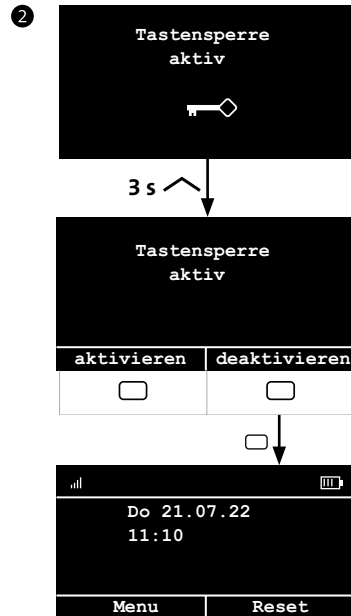 2
Tastensperre
aktiv
3 s
Tastensperre
aktiv
aktivieren deaktivieren
Do 21.07.22
11:10
Menu Reset